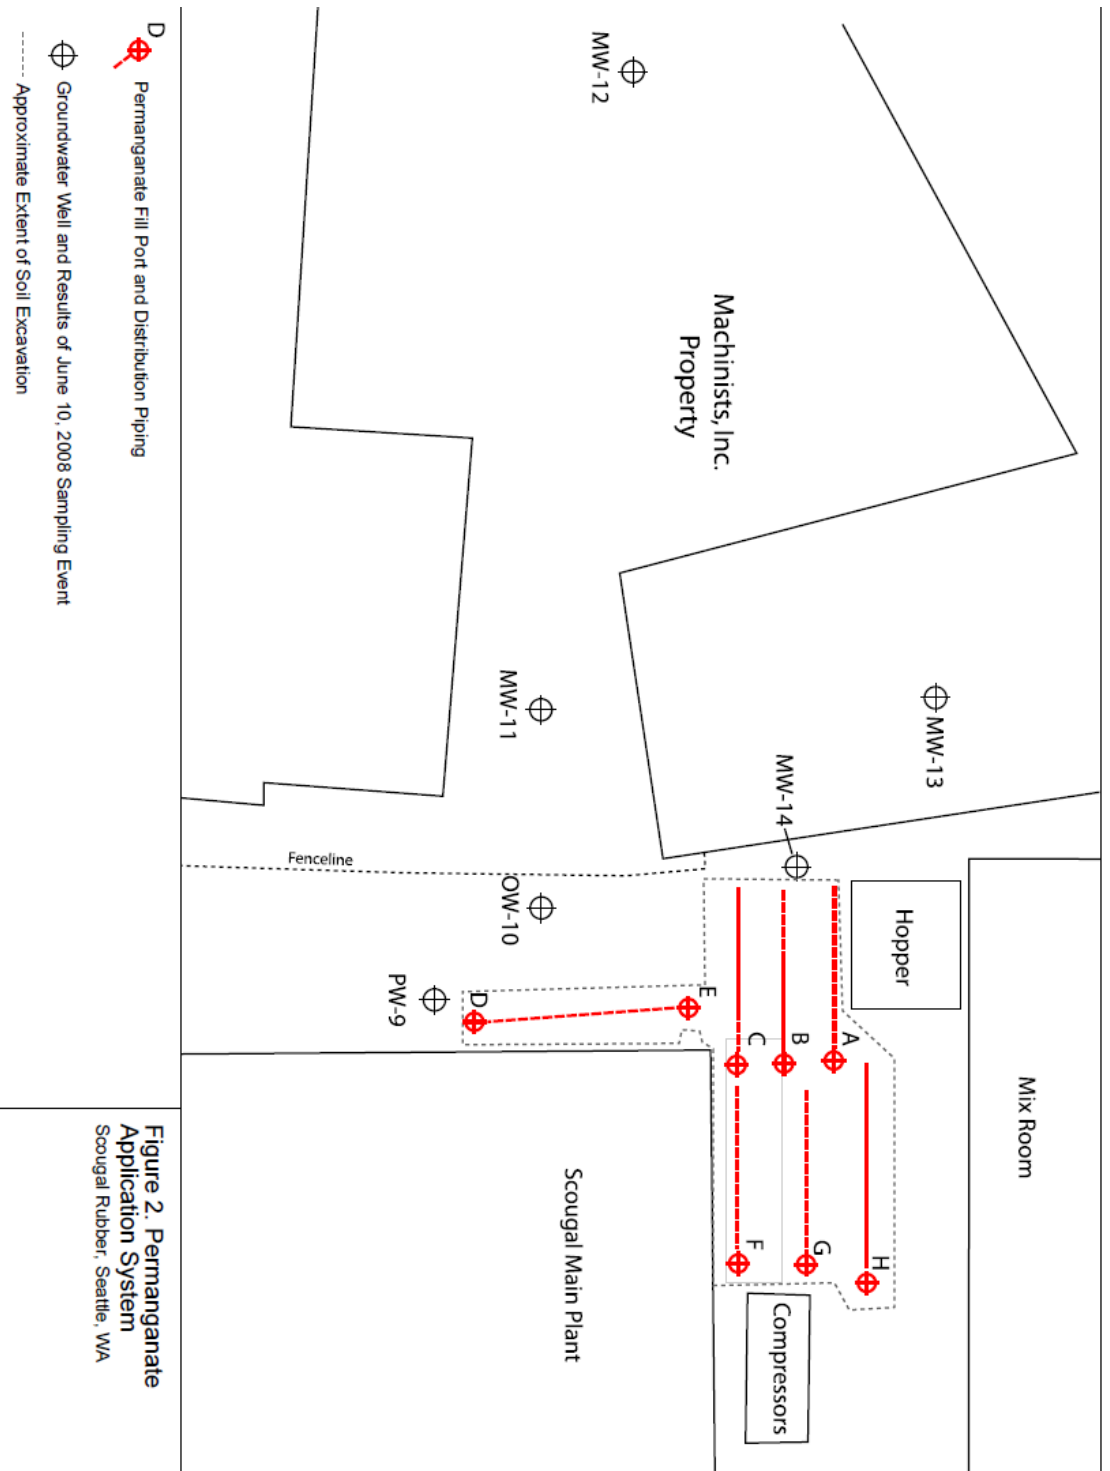 MW-12
Machinists, Inc.
Property
MW-13
MW-11
MW-14
Hopper
Mix Room
Fenceline
OW-10
PW-9
A
B
C
D
E
F
G
H
Compressors
Scougal Main Plant
D
Permanganate Fill Port and Distribution Piping
Groundwater Well and Results of June 10, 2008 Sampling Event
Approximate Extent of Soil Excavation
Figure 2. Permanganate
Application System
Scougal Rubber, Seattle, WA